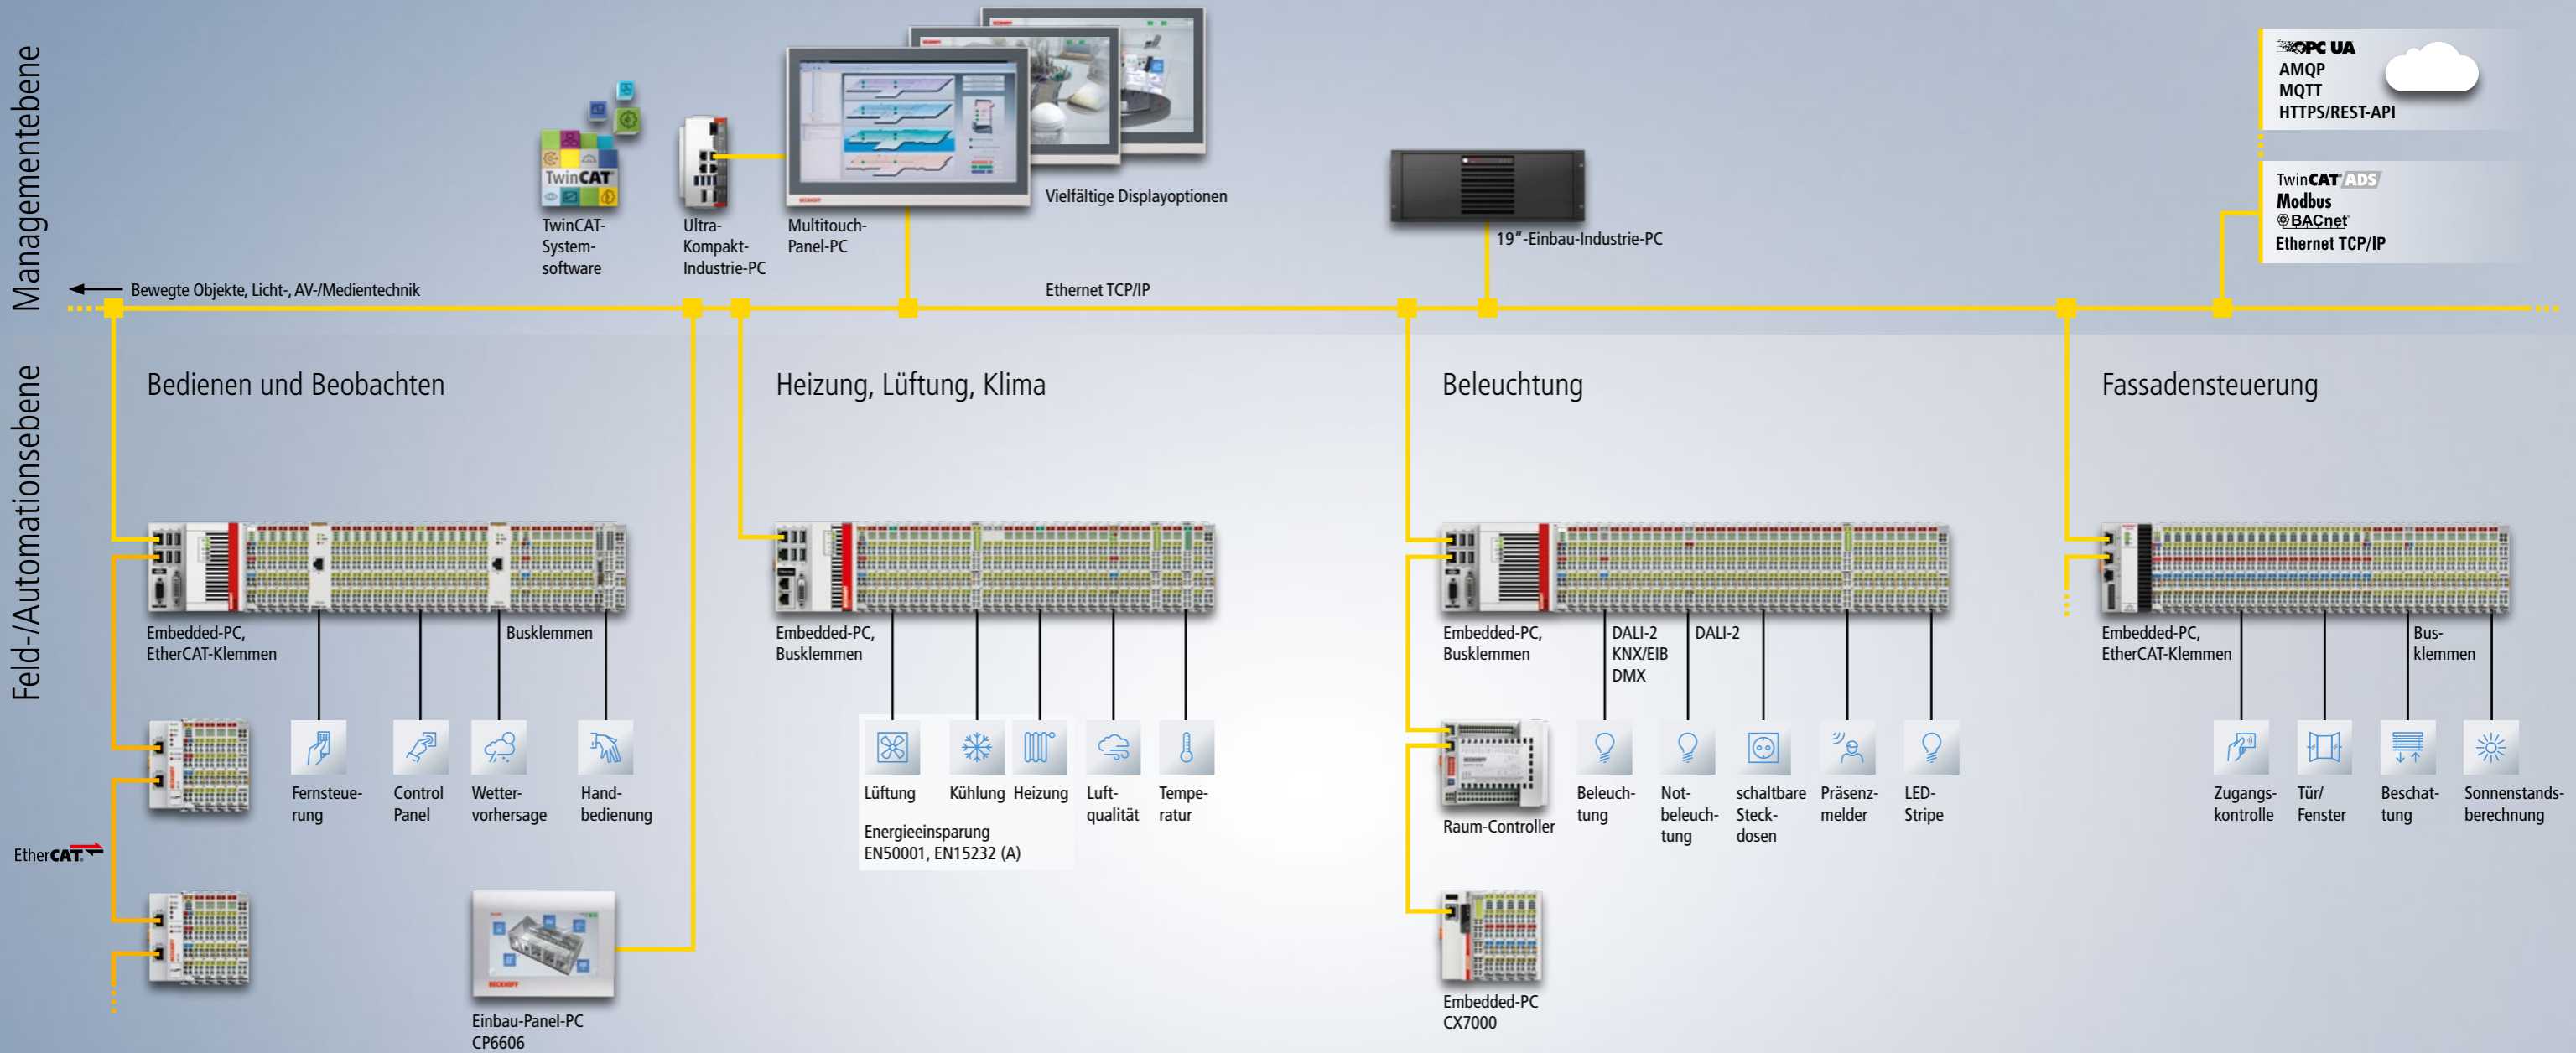 Managementebene
Feld-/Automationsebene
OPC UA
AMQP
MQTT
HTTPS/REST-API
TwinCAT ADS
Modbus
BACnet
Ethernet TCP/IP
TwinCAT
TwinCAT-
System-
software
Ultra-
Kompakt-
Industrie-PC
Multitouch-
Panel-PC
Vielfältige Displayoptionen
19“-Einbau-Industrie-PC
Bewegte Objekte, Licht-, AV-/Medientechnik
Ethernet TCP/IP
Bedienen und Beobachten
Embedded-PC,
EtherCAT-Klemmen
Busklemmen
Fernsteue-
rung
Control
Panel
Wetter-
vorhersage
Hand-
bedienung
EtherCAT
BECKHOFF
Einbau-Panel-PC
CP6606
Heizung, Lüftung, Klima
Embedded-PC,
Busklemmen
Lüftung
Kühlung
Heizung
Luft-
qualität
Tempe-
ratur
Energieeinsparung
EN50001, EN15232 (A)
Beleuchtung
Embedded-PC,
Busklemmen
DALI-2
KNX/EIB
DMX
DALI-2
Raum-Controller
Beleuch-
tung
Not-
beleuch-
tung
schaltbare
Steck-
dosen
Präsenz-
melder
LED-
Stripe
Embedded-PC
CX7000
Fassadensteuerung
Embedded-PC,
EtherCAT-Klemmen
Bus-
klemmen
Zugangs-
kontrolle
Tür/
Fenster
Beschat-
tung
Sonnenstands-
berechnung